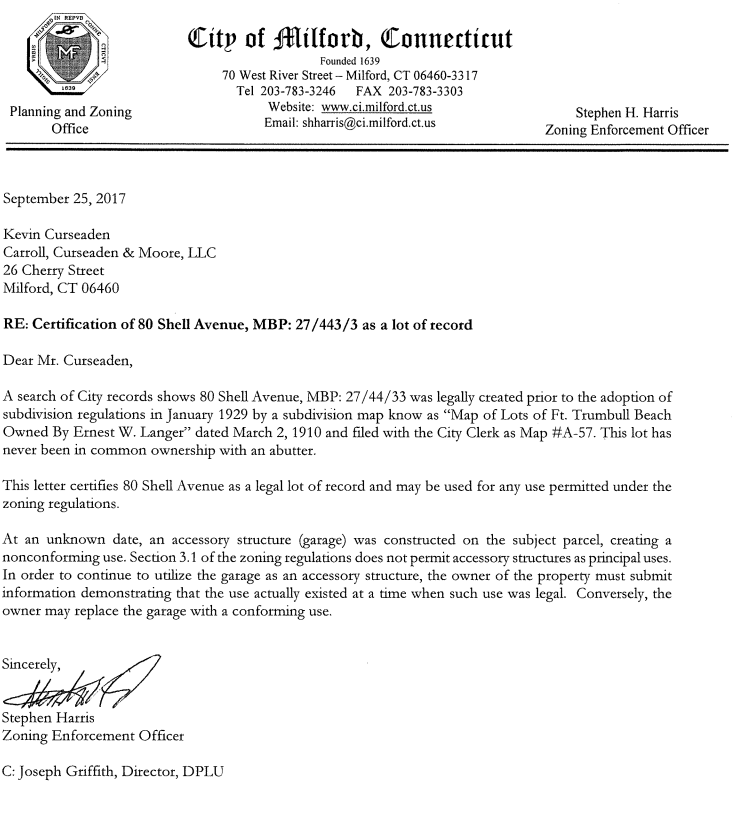 City of Milford, Connecticut
Founded 1639
70 West River Street – Milford, CT 06460-3317
Tel 203-783-3246 FAX 203-783-3303
Website: www.ci.milford.ct.us
Email: shharris@ci.milford.ct.us
MF
1639
Planning and Zoning
Office
Stephen H. Harris
Zoning Enforcement Officer
September 25, 2017
Kevin Curseaden
Carroll, Curseaden & Moore, LLC
26 Cherry Street
Milford, CT 06460
RE: Certification of 80 Shell Avenue, MBP: 27/443/3 as a lot of record
Dear Mr. Curseaden,
A search of City records shows 80 Shell Avenue, MBP: 27/44/33 was legally created prior to the adoption of
subdivision regulations in January 1929 by a subdivision map know as “Map of Lots of Ft. Trumbull Beach
Owned By Ernest W. Langer” dated March 2, 1910 and filed with the City Clerk as Map #A-57. This lot has
never been in common ownership with an abutter.
This letter certifies 80 Shell Avenue as a legal lot of record and may be used for any use permitted under the
zoning regulations.
At an unknown date, an accessory structure (garage) was constructed on the subject parcel, creating a
nonconforming use. Section 3.1 of the zoning regulations does not permit accessory structures as principal uses.
In order to continue to utilize the garage as an accessory structure, the owner of the property must submit
information demonstrating that the use actually existed at a time when such use was legal. Conversely, the
owner may replace the garage with a conforming use.
Sincerely,
Stephen Harris
Zoning Enforcement Officer
C: Joseph Griffith, Director, DPLU